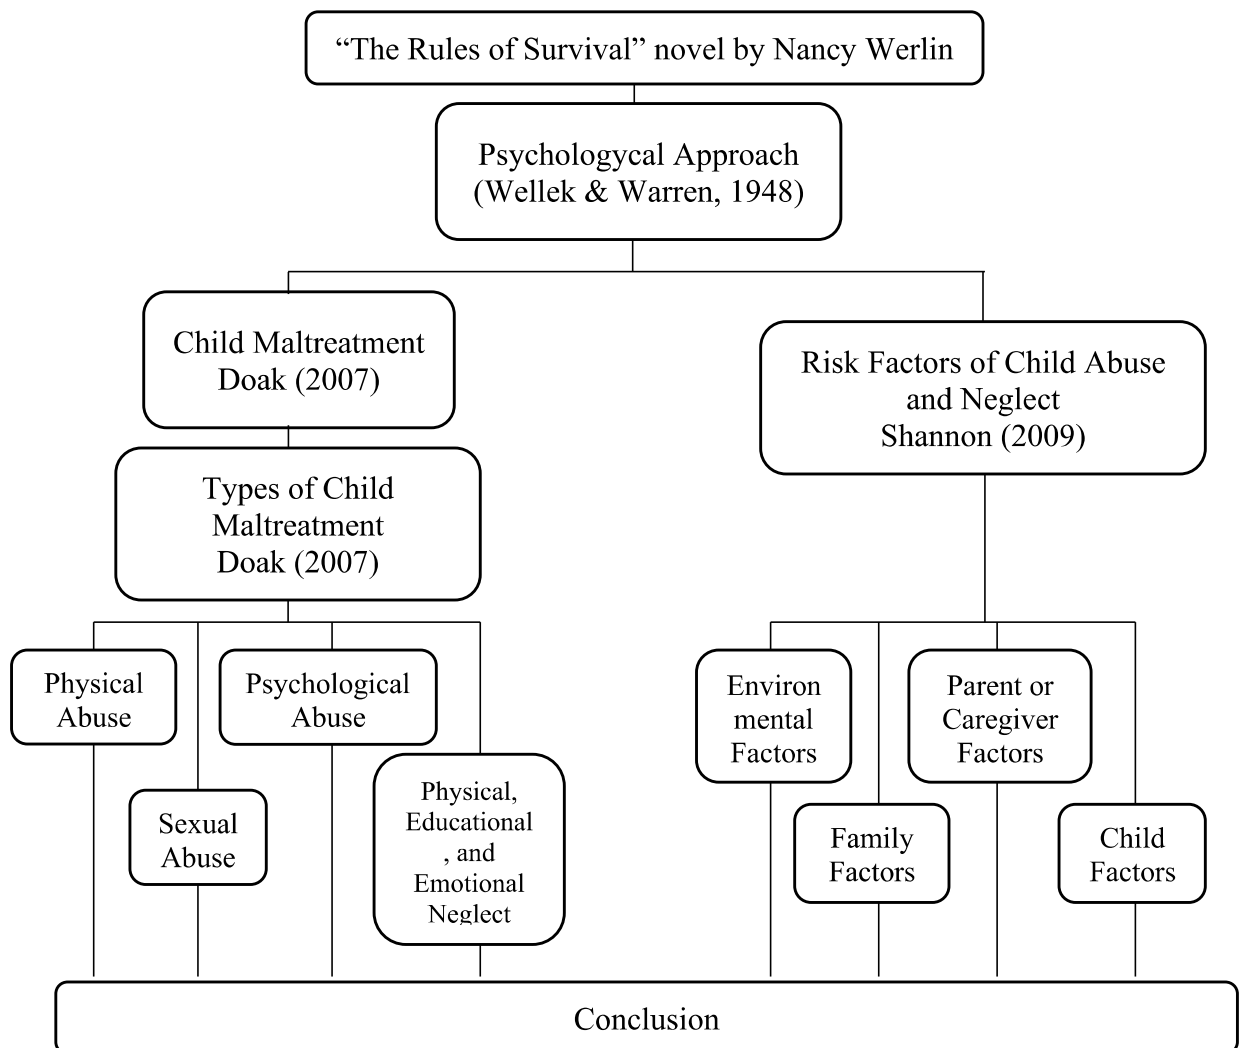 “The Rules of Survival” novel by Nancy Werlin
Psychologycal Approach
(Wellek & Warren, 1948)
Child Maltreatment
Doak (2007)
Risk Factors of Child Abuse
and Neglect
Shannon (2009)
Types of Child
Maltreatment
Doak (2007)
Physical
Abuse
Sexual
Abuse
Psychological
Abuse
Physical,
Educational
, and
Emotional
Neglect
Environ
mental
Factors
Family
Factors
Parent or
Caregiver
Factors
Child
Factors
Conclusion